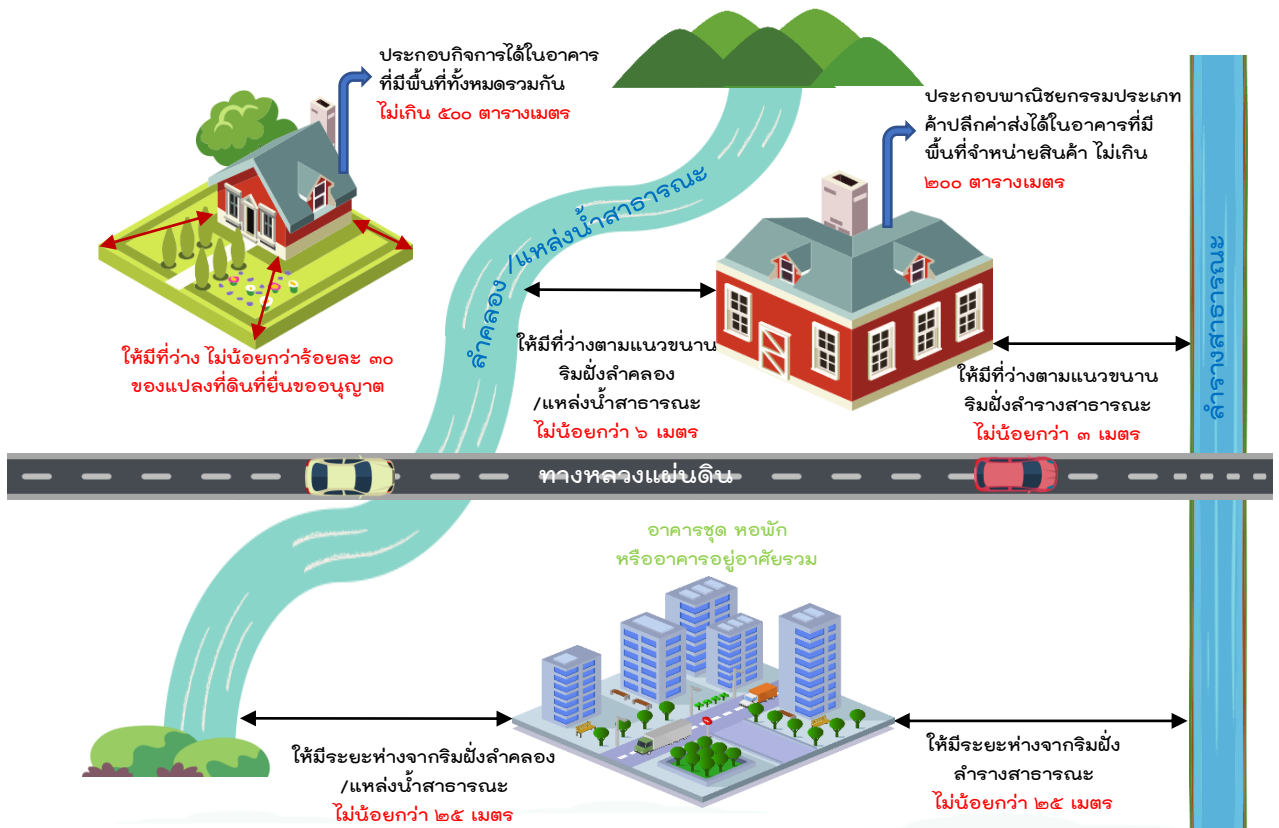 ประกอบกิจการได้ในอาคาร
ที่มีพื้นที่ทั้งหมดรวมกัน
ไม่เกิน ๕๐๐ ตารางเมตร
ประกอบพาณิชยกรรมประเภท
ค้าปลีกค่าส่งได้ในอาคารที่มี
พื้นที่จำหน่ายสินค้า ไม่เกิน
๒๐๐ ตารางเมตร
ลำคลอง /แหล่งน้ำสาธารณะ
ลำรางสาธารณะ
ให้มีที่ว่าง ไม่น้อยกว่าร้อยละ ๓๐
ของแปลงที่ดินที่ยื่นขออนุญาต
ให้มีที่ว่างตามแนวขนาน
ริมฝั่งลำคลอง
/แหล่งน้ำสาธารณะ
ไม่น้อยกว่า ๖ เมตร
ให้มีที่ว่างตามแนวขนาน
ริมฝั่งลำรางสาธารณะ
ไม่น้อยกว่า ๓ เมตร
ทางหลวงแผ่นดิน
อาคารชุด หอพัก
หรืออาคารอยู่อาศัยรวม
ให้มีระยะห่างจากริมฝั่งลำคลอง
/แหล่งน้ำสาธารณะ
ไม่น้อยกว่า ๒๕ เมตร
ให้มีระยะห่างจากริมฝั่ง
ลำรางสาธารณะ
ไม่น้อยกว่า ๒๕ เมตร